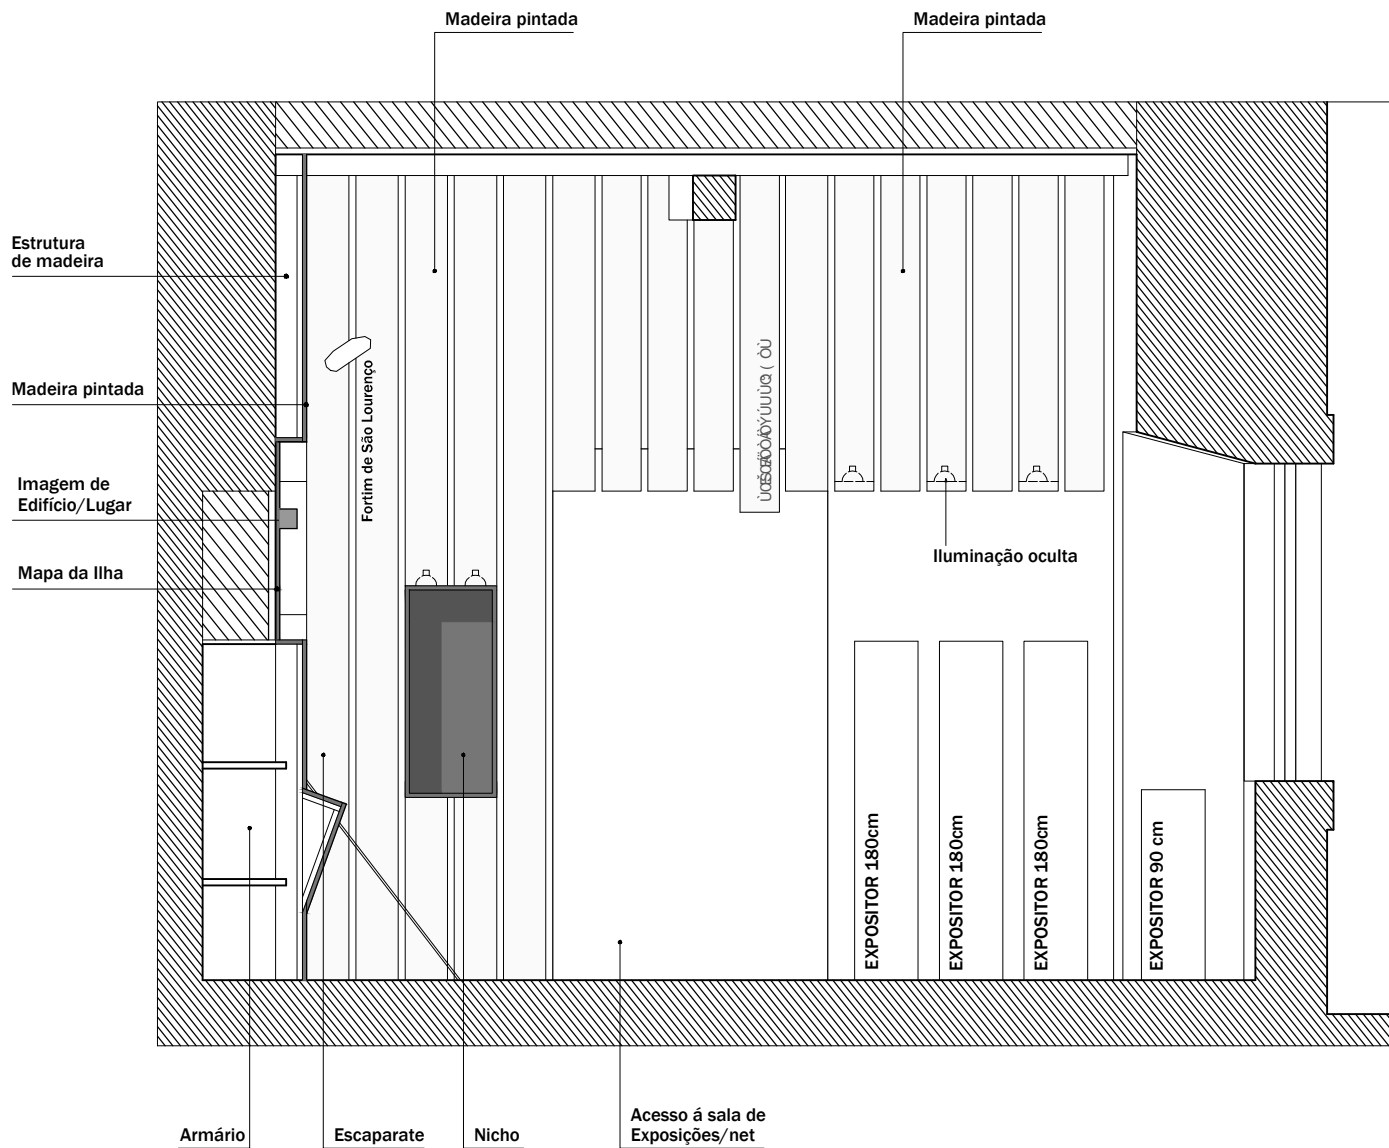 Madeira pintada
Madeira pintada
Estrutura
de madeira
Madeira pintada
Imagem de
Edifício/Lugar
Mapa da Ilha
Fortim de São Lourenço
Iluminação oculta
EXPOSITOR 180cm
EXPOSITOR 180cm
EXPOSITOR 180cm
EXPOSITOR 90 cm
Armário
Escaparate
Nicho
Acesso á sala de
Exposições/net